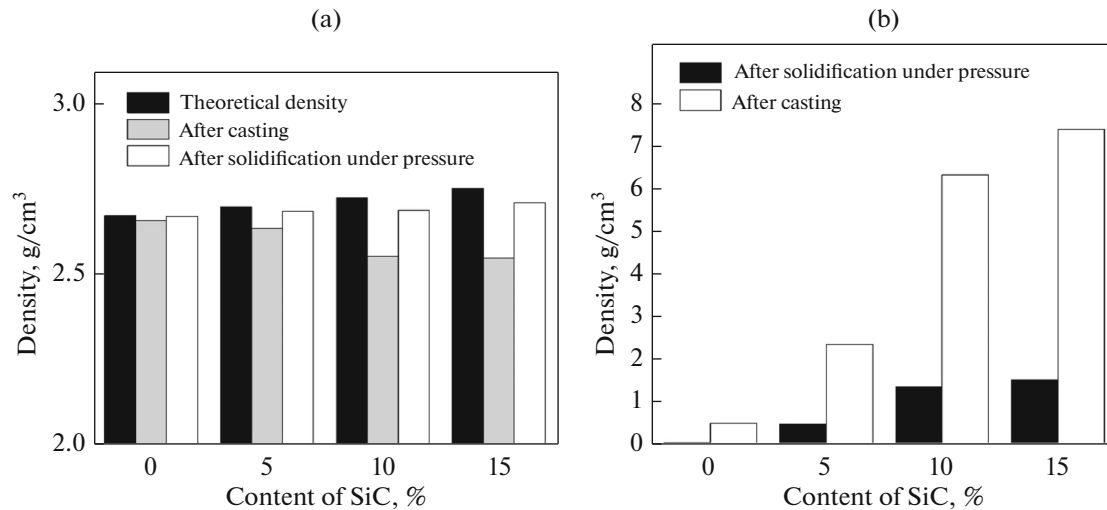 (a)
3.0
2.5
2.0
Density, g/cm³
Theoretical density
After casting
After solidification under pressure
0 5 10 15
Content of SiC, %
(b)
8
7
6
5
4
3
2
1
0
Density, g/cm³
After solidification under pressure
After casting
0 5 10 15
Content of SiC, %